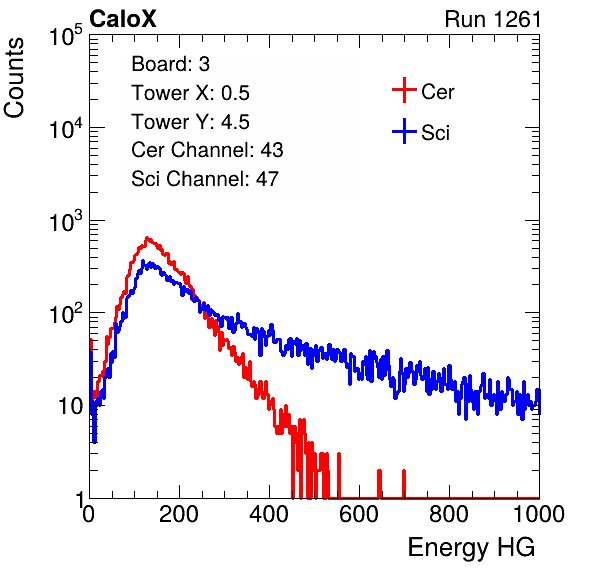 CaloX
Run 1261
Counts
Board: 3
Tower X: 0.5
Tower Y: 4.5
Cer Channel: 43
Sci Channel: 47
Cer
Sci
10^5
10^4
10^3
10^2
10
1
0 200 400 600 800 1000
Energy HG